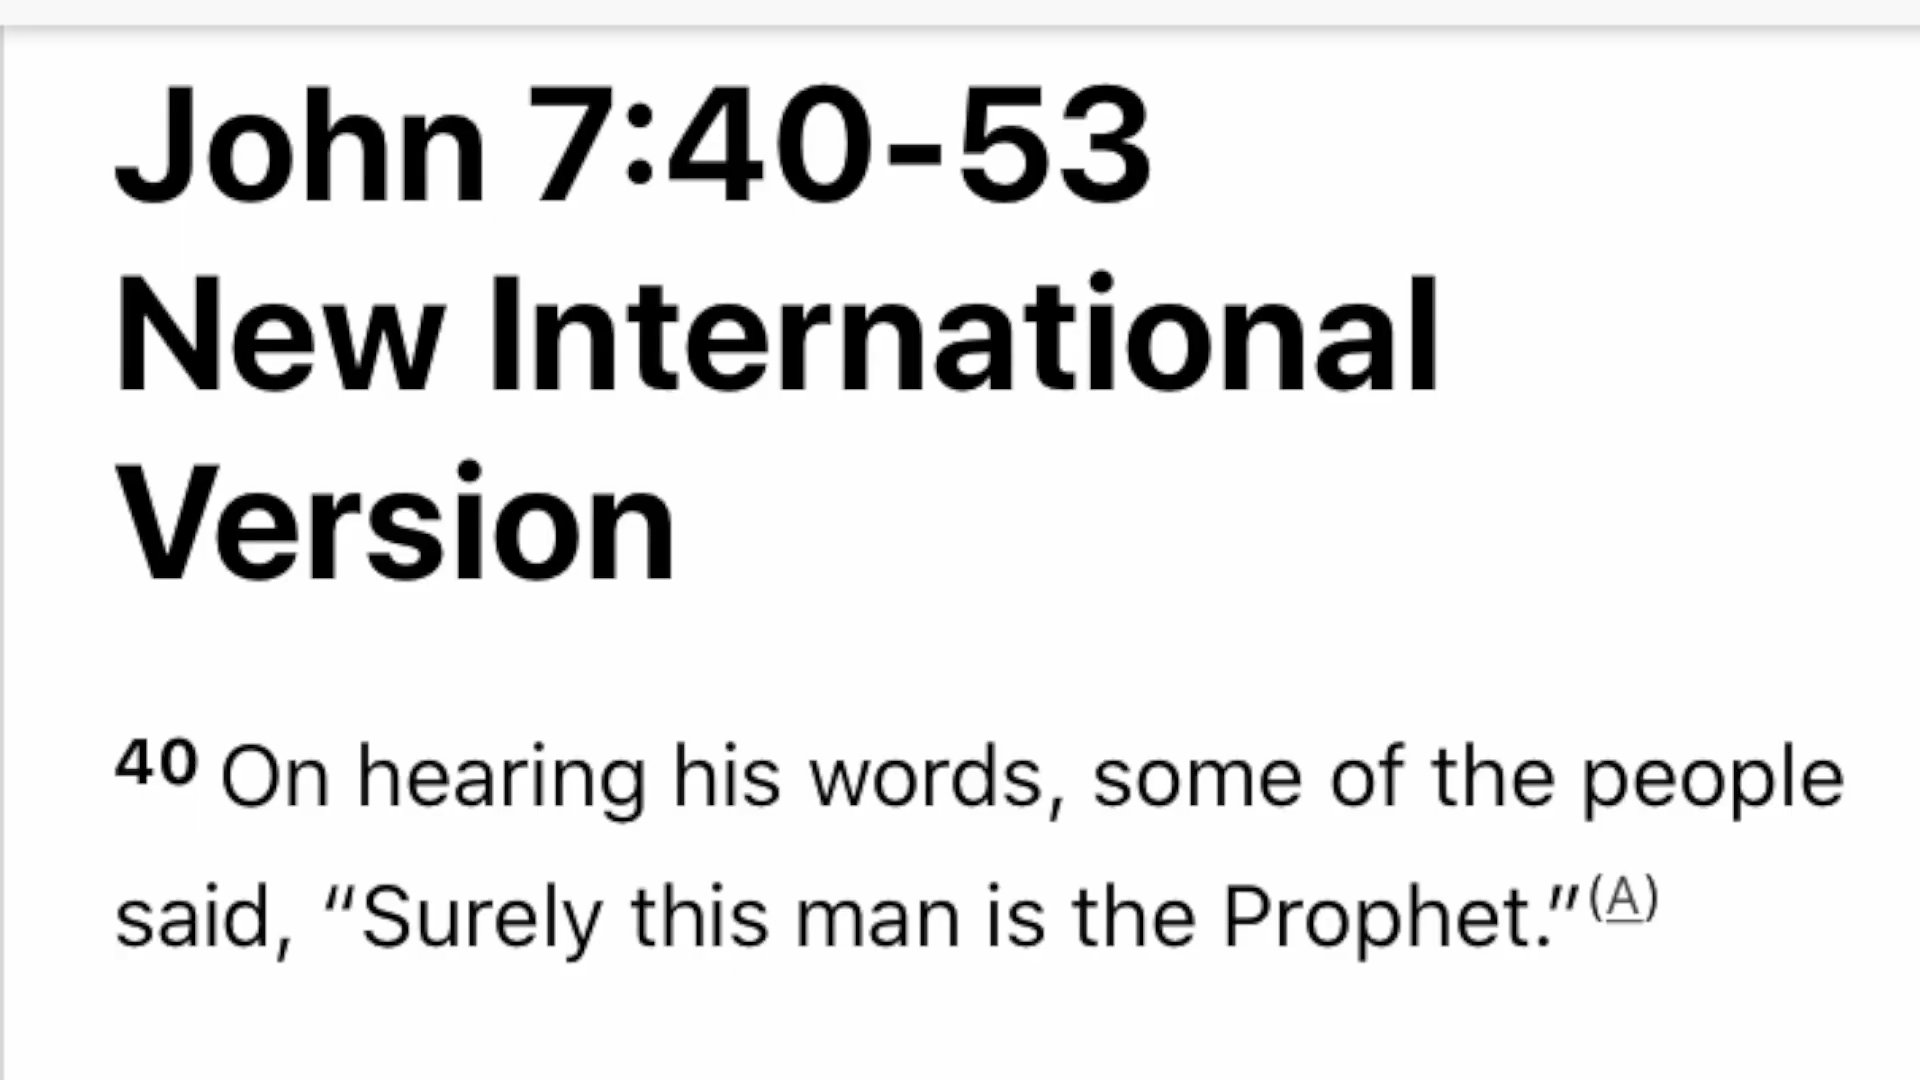 John 7:40-53
New International
Version
40 On hearing his words, some of the people
said, “Surely this man is the Prophet.”(A)